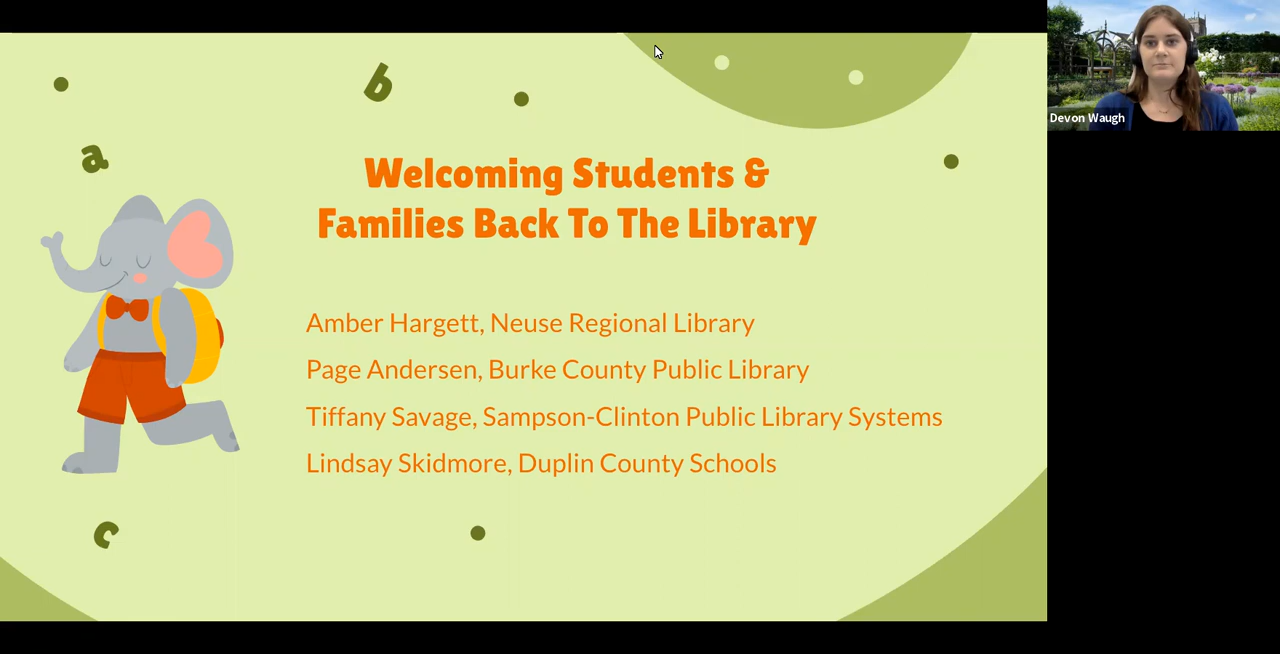 b
a
Welcoming Students &
Families Back To The Library
Amber Hargett, Neuse Regional Library
Page Andersen, Burke County Public Library
Tiffany Savage, Sampson-Clinton Public Library Systems
Lindsay Skidmore, Duplin County Schools
c
Devon Waugh